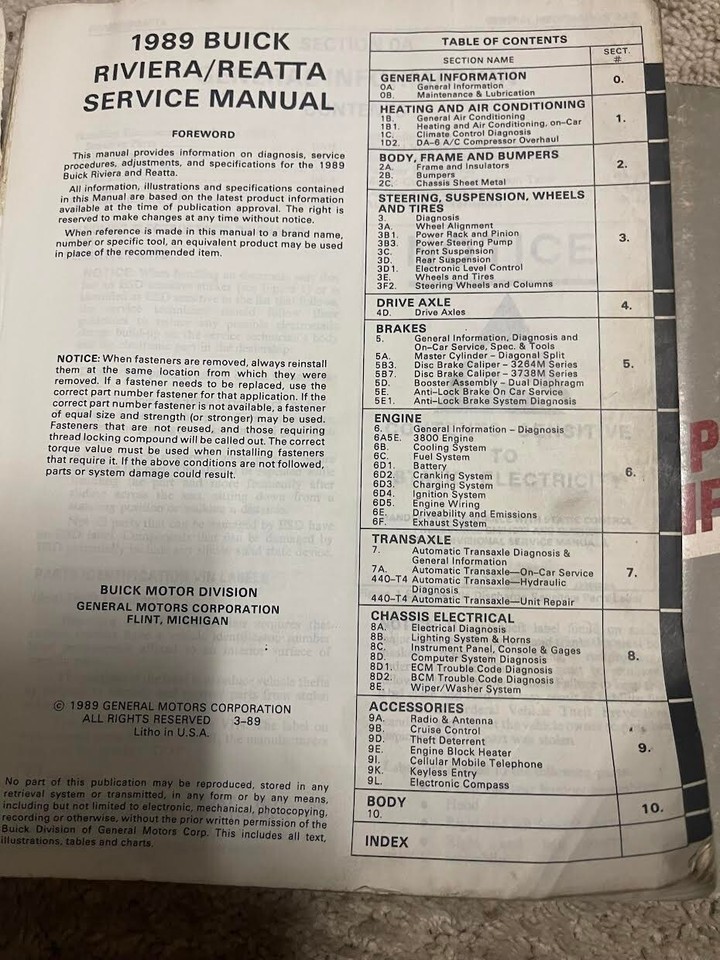 1989 BUICK
RIVIERA/REATTA
SERVICE MANUAL
FOREWORD
This manual provides information on diagnosis, service
procedures, adjustments, and specifications for the 1989
Buick Riviera and Reatta.
All information, illustrations and specifications contained
in this Manual are based on the latest product information
available at the time of publication approval. The right is
reserved to make changes at any time without notice.
When reference is made in this manual to a brand name,
number or specific tool, an equivalent product may be used
in place of the recommended item.
NOTICE: When fasteners are removed, always reinstall
them at the same location from which they were
removed. If a fastener needs to be replaced, use the
correct part number fastener for that application. If the
correct part number fastener is not available, a fastener
of equal size and strength (or stronger) may be used.
Fasteners that are not reused, and those requiring
thread locking compound will be called out. The correct
torque value must be used when installing fasteners
that require it. If the above conditions are not followed,
parts or system damage could result.
BUICK MOTOR DIVISION
GENERAL MOTORS CORPORATION
FLINT, MICHIGAN
© 1989 GENERAL MOTORS CORPORATION
ALL RIGHTS RESERVED 3-89
Litho in U.S.A.
No part of this publication may be reproduced, stored in any
retrieval system or transmitted, in any form or by any means,
including but not limited to electronic, mechanical, photocopying,
recording or otherwise, without the prior written permission of the
Buick Division of General Motors Corp. This includes all text,
illustrations, tables and charts.
TABLE OF CONTENTS
SECTION NAME SECT. #
GENERAL INFORMATION 0.
0A. General Information
0B. Maintenance & Lubrication
HEATING AND AIR CONDITIONING 1.
1B. General Air Conditioning
1B1. Heating and Air Conditioning, on-Car
1C. Climate Control Diagnosis
1D2. DA-6 A/C Compressor Overhaul
BODY, FRAME AND BUMPERS 2.
2A. Frame and Insulators
2B. Bumpers
2C. Chassis Sheet Metal
STEERING, SUSPENSION, WHEELS
AND TIRES 3.
3. Diagnosis
3A. Wheel Alignment
3B1. Power Rack and Pinion
3B3. Power Steering Pump
3C. Front Suspension
3D. Rear Suspension
3D1. Electronic Level Control
3E. Wheels and Tires
3F2. Steering Wheels and Columns
DRIVE AXLE 4.
4D. Drive Axles
BRAKES 5.
5. General Information, Diagnosis and
On-Car Service, Spec. & Tools
5A. Master Cylinder – Diagonal Split
5B3. Disc Brake Caliper – 3264M Series
5B7. Disc Brake Caliper – 3738M Series
5D. Booster Assembly – Dual Diaphragm
5E. Anti-Lock Brake On Car Service
5E1. Anti-Lock Brake System Diagnosis
ENGINE 6.
6. General Information – Diagnosis
6A5E. 3800 Engine
6B. Cooling System
6C. Fuel System
6D1. Battery
6D2. Cranking System
6D3. Charging System
6D4. Ignition System
6D5. Engine Wiring
6E. Driveability and Emissions
6F. Exhaust System
TRANSAXLE 7.
7. Automatic Transaxle Diagnosis &
General Information
7A. Automatic Transaxle—On-Car Service
440-T4 Automatic Transaxle—Hydraulic
Diagnosis
440-T4 Automatic Transaxle—Unit Repair
CHASSIS ELECTRICAL 8.
8A. Electrical Diagnosis
8B. Lighting System & Horns
8C. Instrument Panel, Console & Gages
8D. Computer System Diagnosis
8D1. ECM Trouble Code Diagnosis
8D2. BCM Trouble Code Diagnosis
8E. Wiper/Washer System
ACCESSORIES 9.
9A. Radio & Antenna
9B. Cruise Control
9D. Theft Deterrent
9E. Engine Block Heater
9I. Cellular Mobile Telephone
9K. Keyless Entry
9L. Electronic Compass
BODY 10.
10.
INDEX